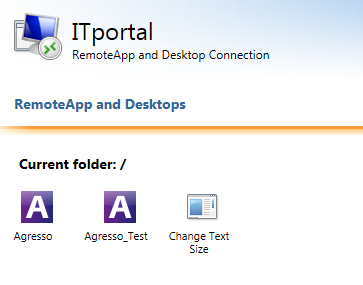 ITportal
RemoteApp and Desktop Connection
RemoteApp and Desktops
Current folder: /
A A
Agresso Agresso_Test Change Text
Size